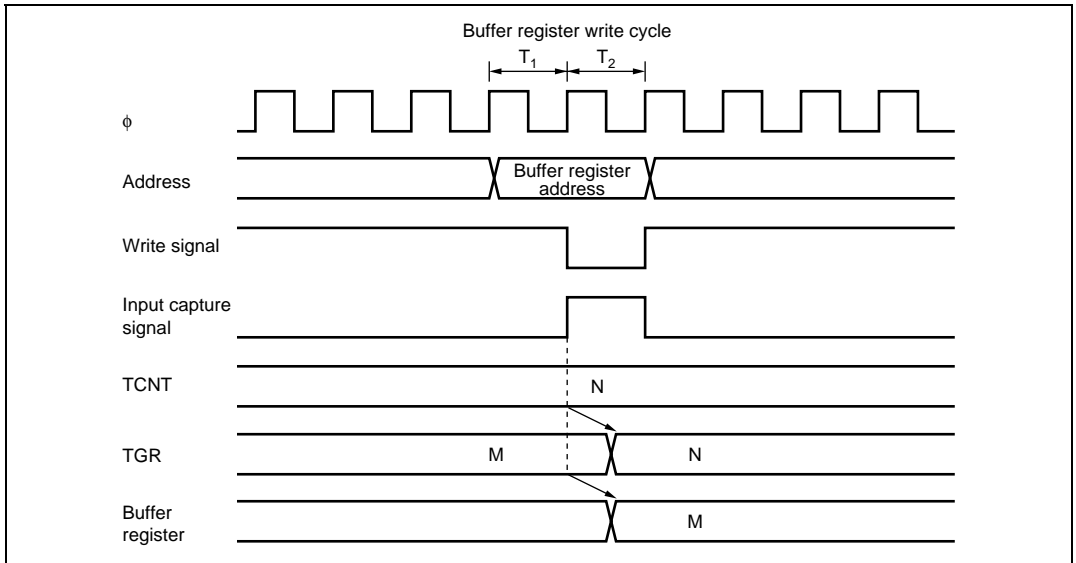 Buffer register write cycle
T1 T2
ϕ
Address
Buffer register
address
Write signal
Input capture
signal
TCNT
N
TGR
M N
Buffer
register
M